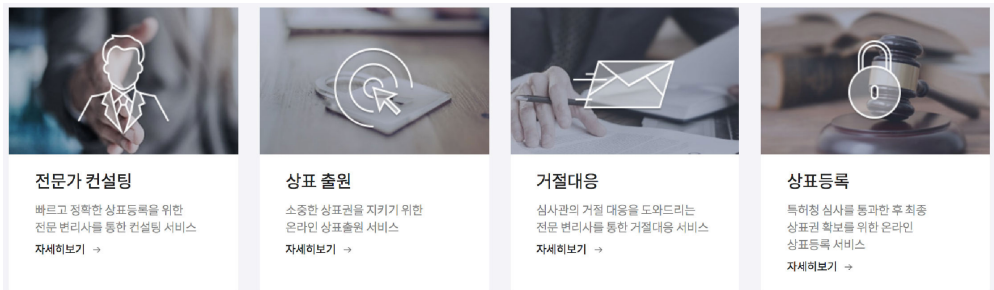 전문가 컨설팅
빠르고 정확한 상표등록을 위한
전문 변리사를 통한 컨설팅 서비스
자세히보기 →
상표 출원
소중한 상표권을 지키기 위한
온라인 상표출원 서비스
자세히보기 →
거절대응
심사관의 거절 대응을 도와드리는
전문 변리사를 통한 거절대응 서비스
자세히보기 →
상표등록
특허청 심사를 통과한 후 최종
상표권 확보를 위한 온라인
상표등록 서비스
자세히보기 →